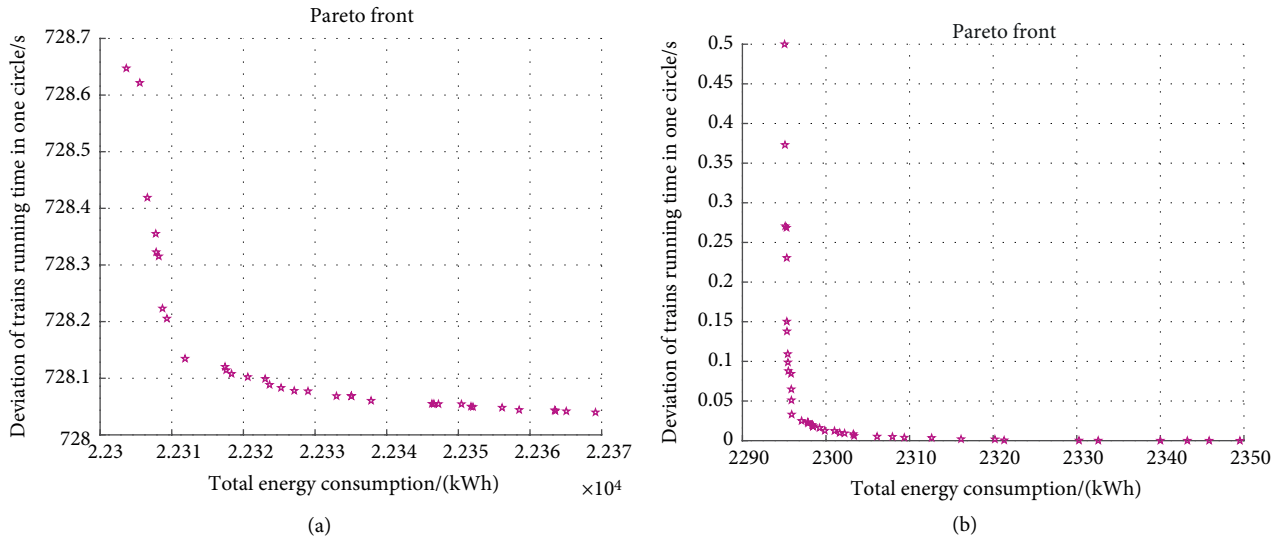 Pareto front
728.7
728.6
728.5
728.4
728.3
728.2
728.1
728
Deviation of trains running time in one circle/s
2.23 2.231 2.232 2.233 2.234 2.235 2.236 2.237
Total energy consumption/(kWh)
×10⁴
(a)
Pareto front
0.5
0.45
0.4
0.35
0.3
0.25
0.2
0.15
0.1
0.05
0
Deviation of trains running time in one circle/s
2290 2300 2310 2320 2330 2340 2350
Total energy consumption/(kWh)
(b)